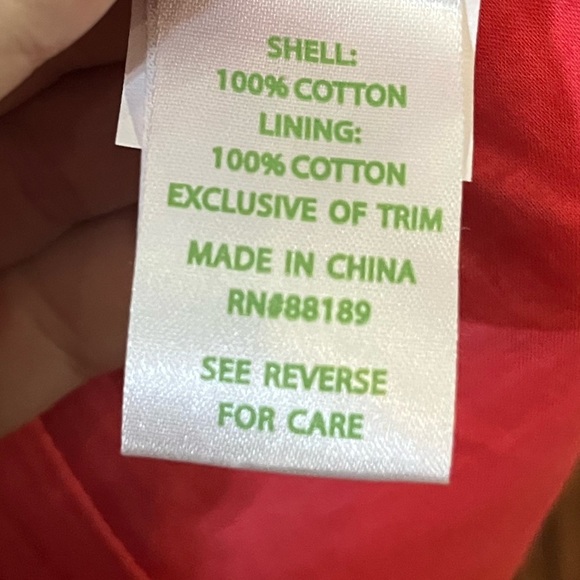 SHELL:
100% COTTON
LINING:
100% COTTON
EXCLUSIVE OF TRIM
MADE IN CHINA
RN#88189
SEE REVERSE
FOR CARE